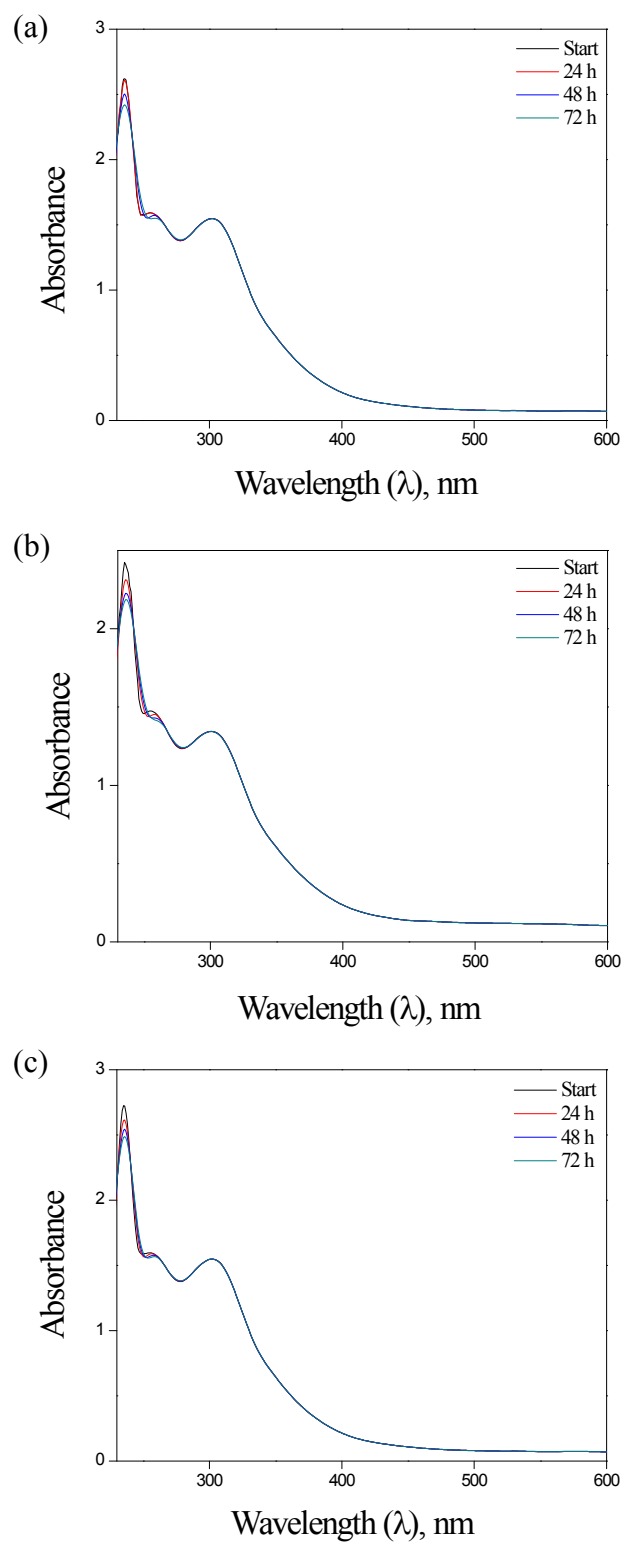 (a)
3
2
1
0
Absorbance
Start
24 h
48 h
72 h
300
400
500
600
Wavelength (λ), nm
(b)
2
1
0
Absorbance
Start
24 h
48 h
72 h
300
400
500
600
Wavelength (λ), nm
(c)
3
2
1
0
Absorbance
Start
24 h
48 h
72 h
300
400
500
600
Wavelength (λ), nm